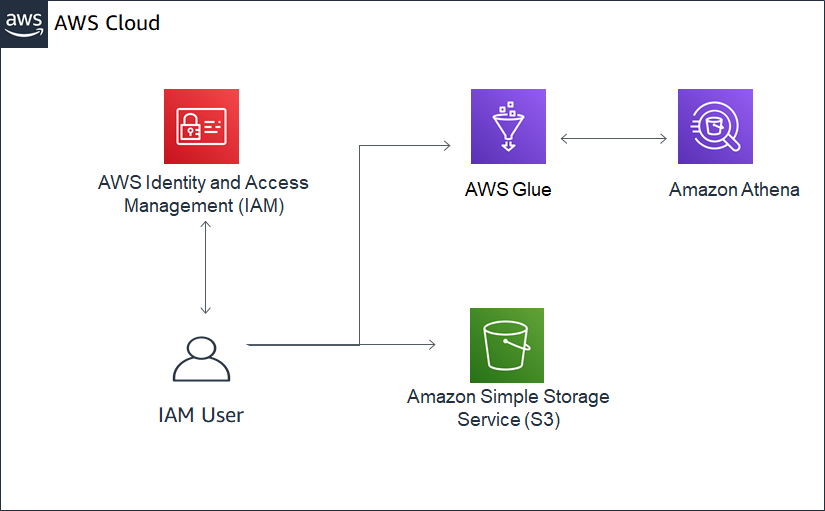 aws
AWS Cloud
AWS Identity and Access
Management (IAM)
AWS Glue
Amazon Athena
IAM User
Amazon Simple Storage
Service (S3)